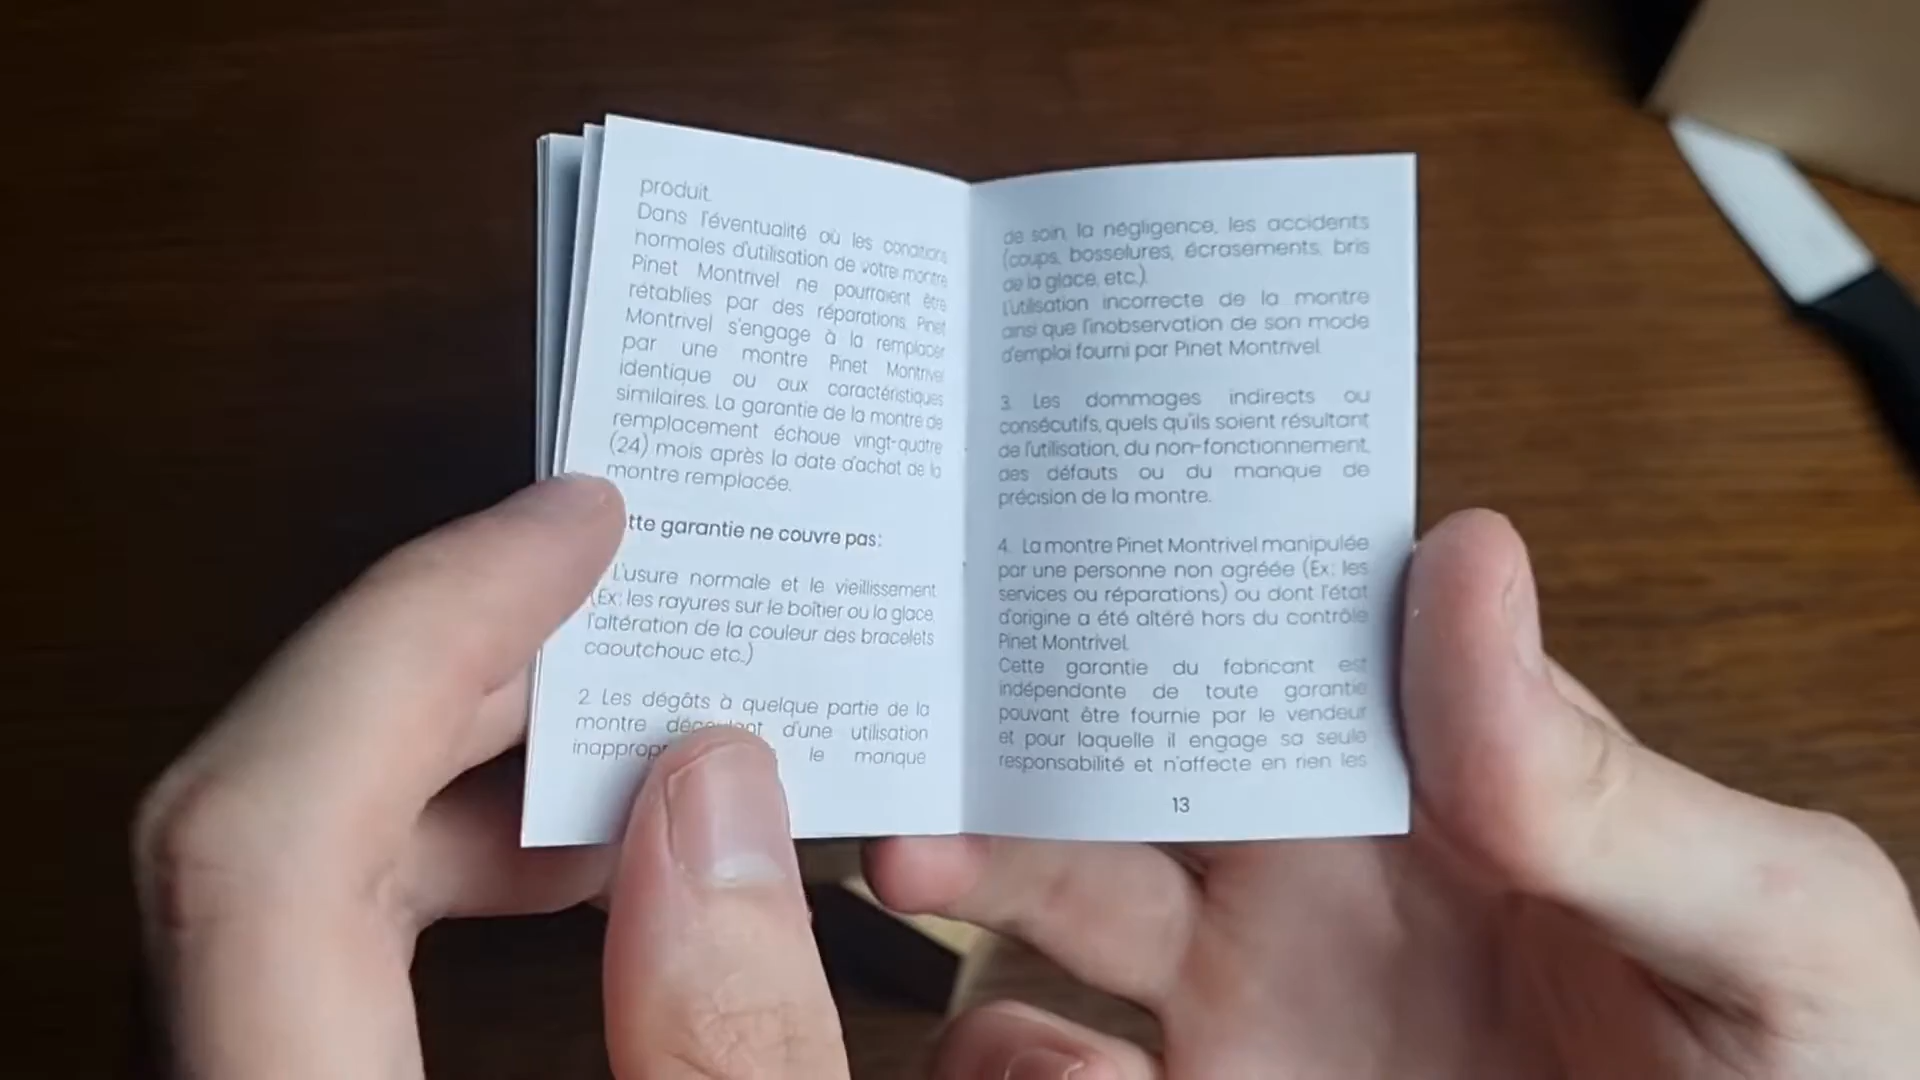 produit.
Dans l'éventualité où les conditions
normales d'utilisation de votre montre
Pinet Montrivel ne pourraient être
rétablies par des réparations, Pinet
Montrivel s'engage à la remplacer
par une montre Pinet Montrivel
identique ou aux caractéristiques
similaires. La garantie de la montre de
remplacement échoue vingt-quatre
(24) mois après la date d'achat de la
montre remplacée.
tte garantie ne couvre pas:
L'usure normale et le vieillissement
(Ex: les rayures sur le boîtier ou la glace,
l'altération de la couleur des bracelets
caoutchouc etc.)
2. Les dégâts à quelque partie de la
montre d'une utilisation
le manque
de soin, la négligence, les accidents
(coups, bosselures, écrasements, bris
de la glace, etc.).
L'utilisation incorrecte de la montre
ainsi que l'inobservation de son mode
d'emploi fourni par Pinet Montrivel.
3. Les dommages indirects ou
consécutifs, quels qu'ils soient résultant
de l'utilisation, du non-fonctionnement,
des défauts ou du manque de
précision de la montre.
4. La montre Pinet Montrivel manipulée
par une personne non agréée (Ex: les
services ou réparations) ou dont l'état
d'origine a été altéré hors du contrôle
Pinet Montrivel.
Cette garantie du fabricant est
indépendante de toute garantie
pouvant être fournie par le vendeur
et pour laquelle il engage sa seule
responsabilité et n'affecte en rien les
13